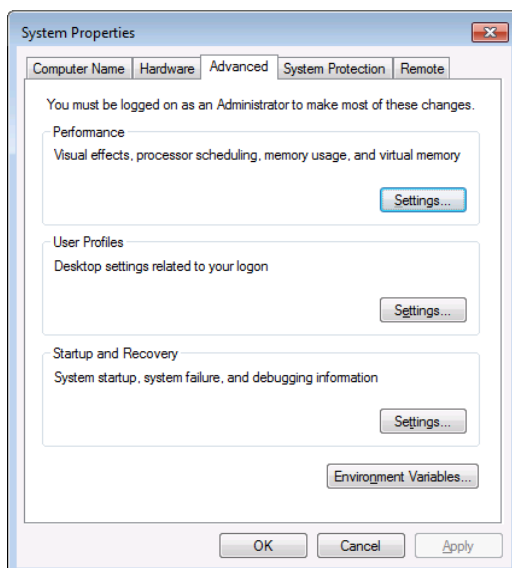 System Properties
Computer Name Hardware Advanced System Protection Remote
You must be logged on as an Administrator to make most of these changes.
Performance
Visual effects, processor scheduling, memory usage, and virtual memory
Settings...
User Profiles
Desktop settings related to your logon
Settings...
Startup and Recovery
System startup, system failure, and debugging information
Settings...
Environment Variables...
OK Cancel Apply